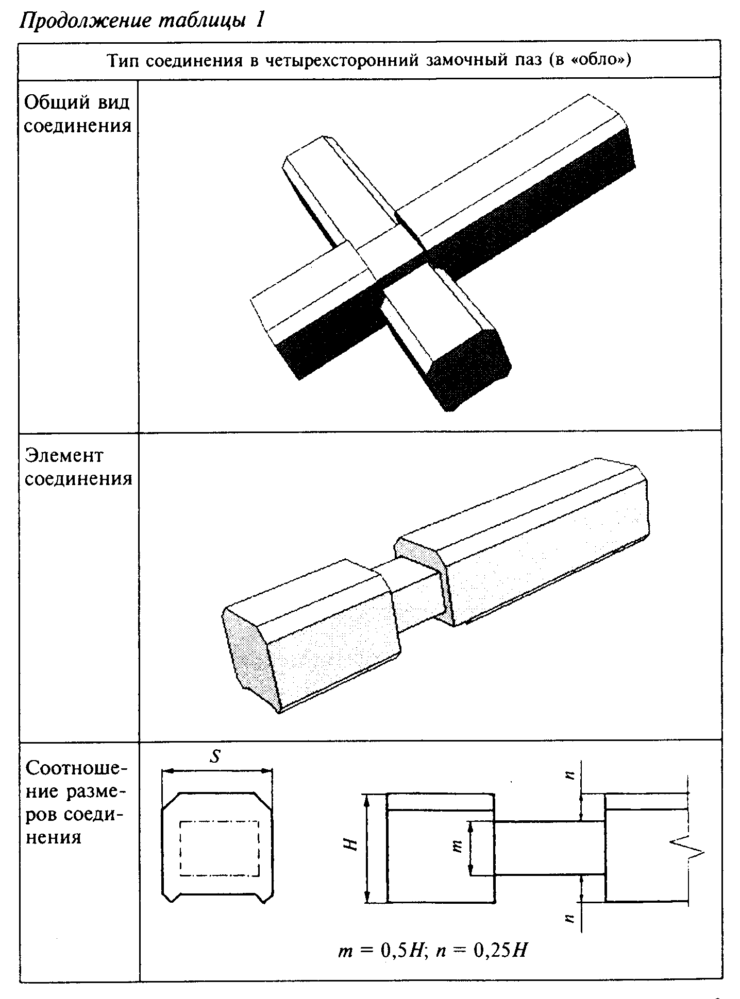 Продолжение таблицы 1
Тип соединения в четырехсторонний замочный паз (в «обло»)
Общий вид
соединения
Элемент
соединения
Соотноше-
ние разме-
ров соеди-
нения
S
H
m
n
n
m = 0,5H; n = 0,25H